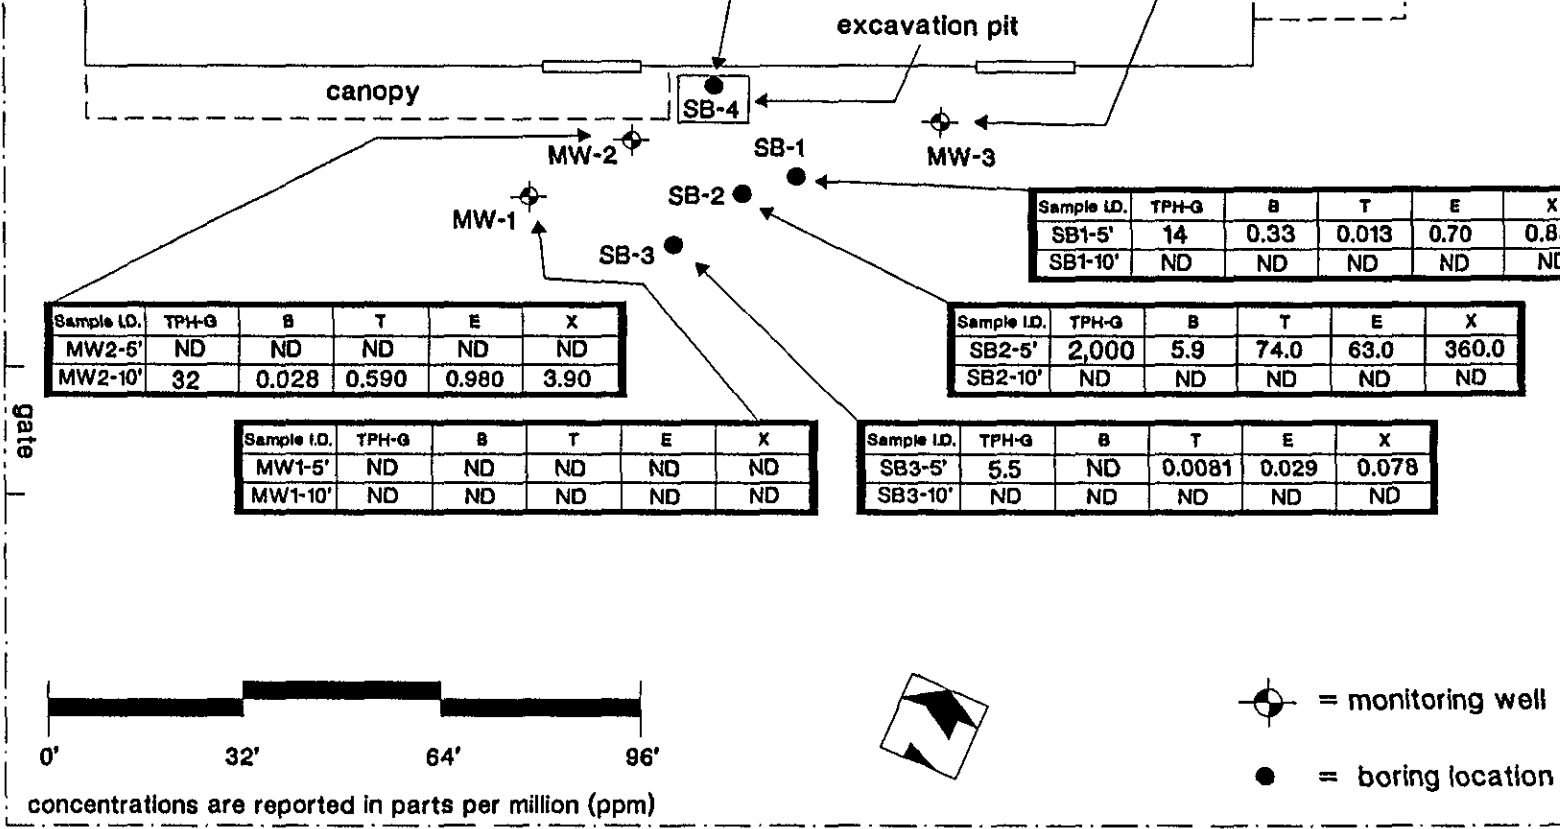 excavation pit
canopy
SB-4
MW-2
SB-1
MW-3
SB-2
MW-1
SB-3
Sample I.D. TPH-G B T E X
SB1-5' 14 0.33 0.013 0.70 0.8
SB1-10' ND ND ND ND ND
Sample I.D. TPH-G B T E X
MW2-5' ND ND ND ND ND
MW2-10' 32 0.028 0.590 0.980 3.90
Sample I.D. TPH-G B T E X
SB2-5' 2,000 5.9 74.0 63.0 360.0
SB2-10' ND ND ND ND ND
gate
Sample I.D. TPH-G B T E X
MW1-5' ND ND ND ND ND
MW1-10' ND ND ND ND ND
Sample I.D. TPH-G B T E X
SB3-5' 5.5 ND 0.0081 0.029 0.078
SB3-10' ND ND ND ND ND
= monitoring well
0' 32' 64' 96'
= boring location
concentrations are reported in parts per million (ppm)